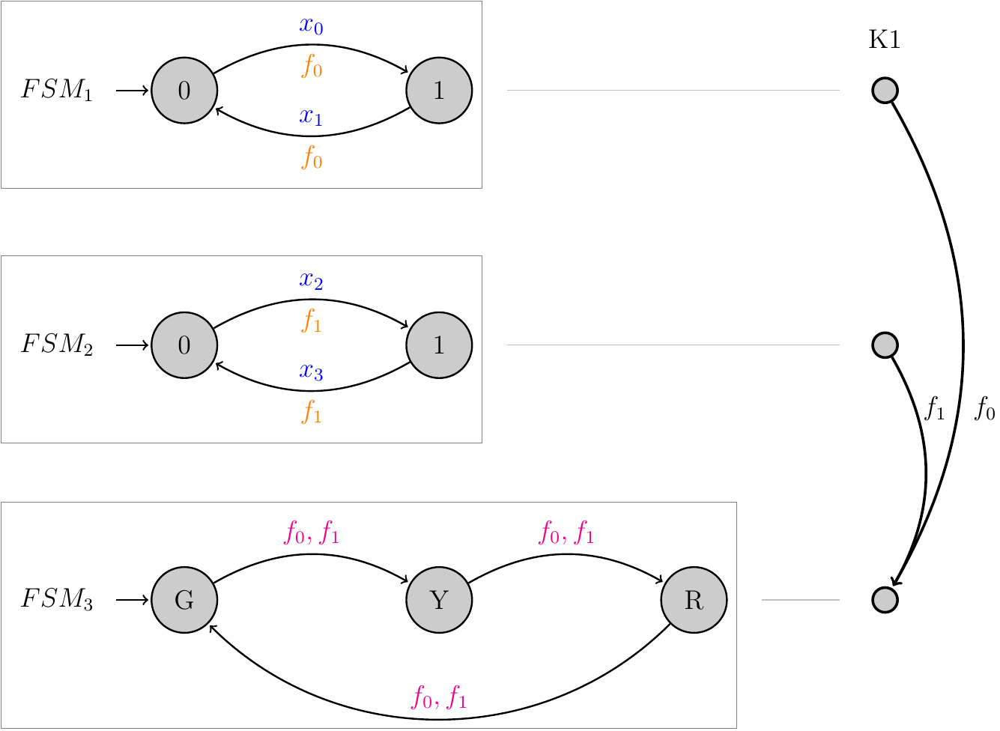 x₀
K1
f₀
FSM₁ 0 1
x₁
f₀
x₂
f₁
FSM₂ 0 1
x₃
f₁ f₀
f₁
f₀, f₁ f₀, f₁
FSM₃ G Y R
f₀, f₁